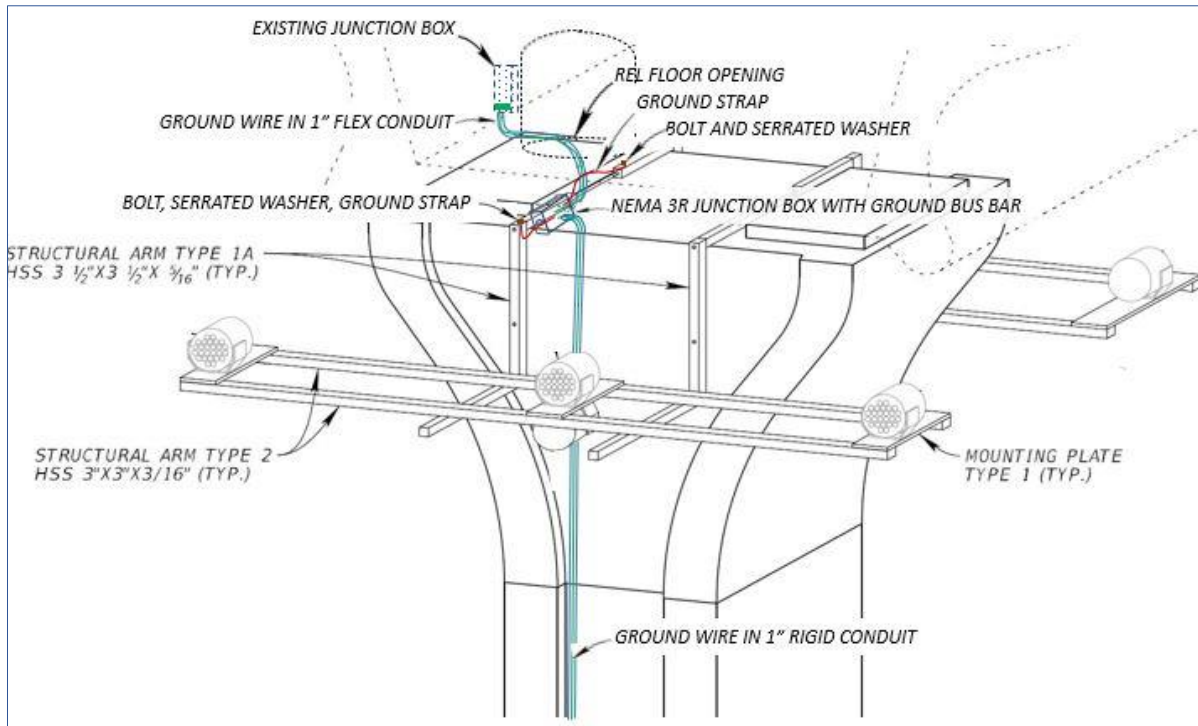 EXISTING JUNCTION BOX
REL FLOOR OPENING
GROUND STRAP
GROUND WIRE IN 1” FLEX CONDUIT
BOLT AND SERRATED WASHER
BOLT, SERRATED WASHER, GROUND STRAP
NEMA 3R JUNCTION BOX WITH GROUND BUS BAR
STRUCTURAL ARM TYPE 1A
HSS 3 ½"X3 ½"X 5⁄16" (TYP.)
STRUCTURAL ARM TYPE 2
HSS 3"X3"X3/16" (TYP.)
MOUNTING PLATE
TYPE 1 (TYP.)
GROUND WIRE IN 1” RIGID CONDUIT